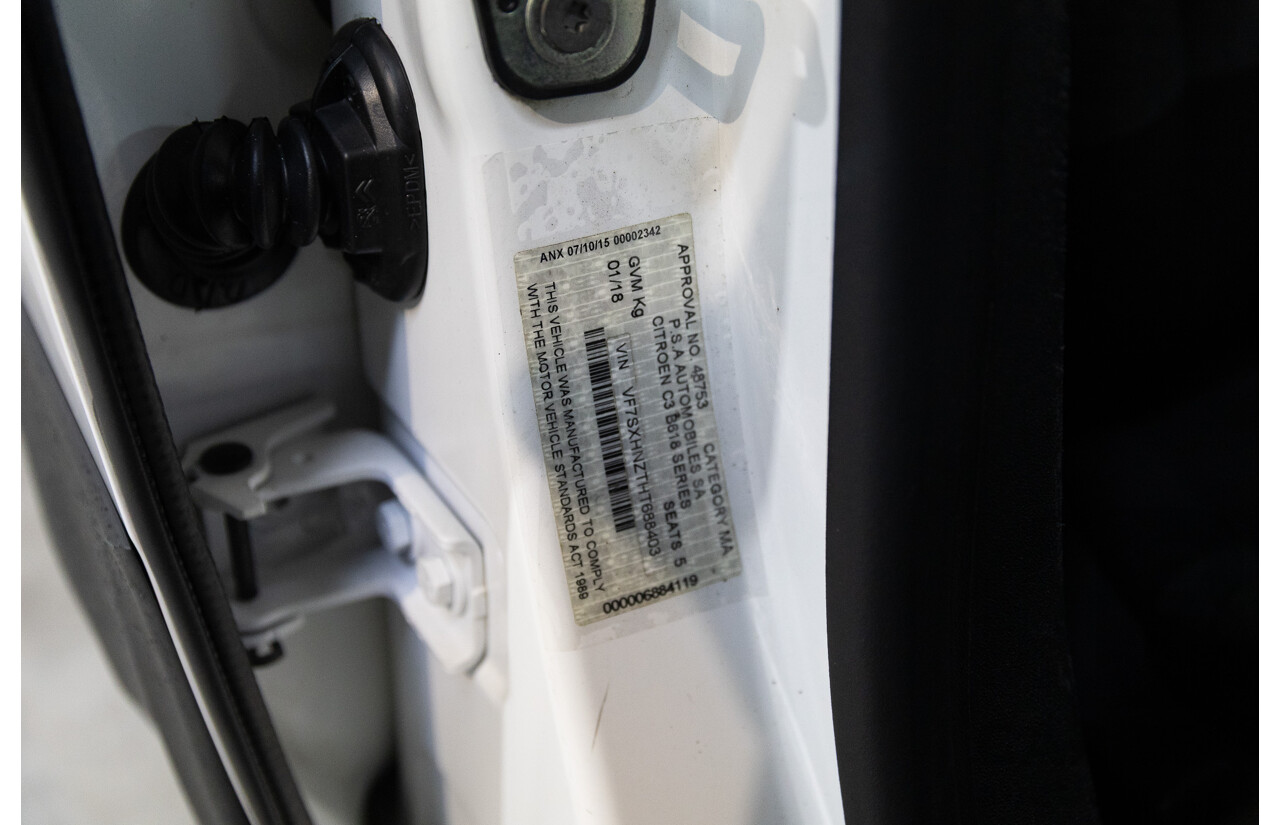 ANX 07/10/15 00002342
APPROVAL NO. 48753 CATEGORY MA
P.S.A AUTOMOBILES SA
CITROEN C3 B618 SERIES
SEATS 5
GVM Kg
01/18
VIN VF7SXHNZTHT688403
THIS VEHICLE WAS MANUFACTURED TO COMPLY
WITH THE MOTOR VEHICLE STANDARDS ACT 1989
000006884119